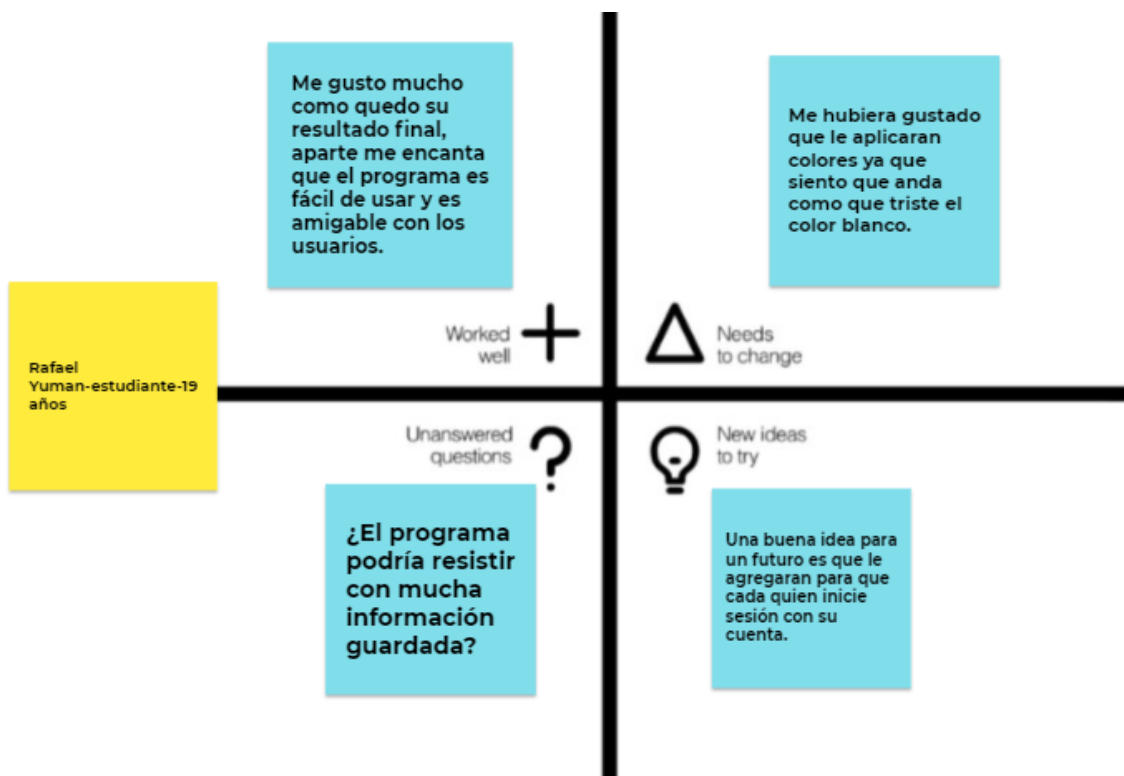 Me gusto mucho
como quedo su
resultado final,
aparte me encanta
que el programa es
fácil de usar y es
amigable con los
usuarios.
Me hubiera gustado
que le aplicaran
colores ya que
siento que anda
como que triste el
color blanco.
Worked
well
Needs
to change
Rafael
Yuman-estudiante-19
años
Unanswered
questions
New ideas
to try
¿El programa
podría resistir
con mucha
información
guardada?
Una buena idea para
un futuro es que le
agregaran para que
cada quien inicie
sesión con su
cuenta.